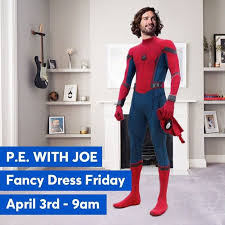 P.E. WITH JOE
Fancy Dress Friday
April 3rd - 9am